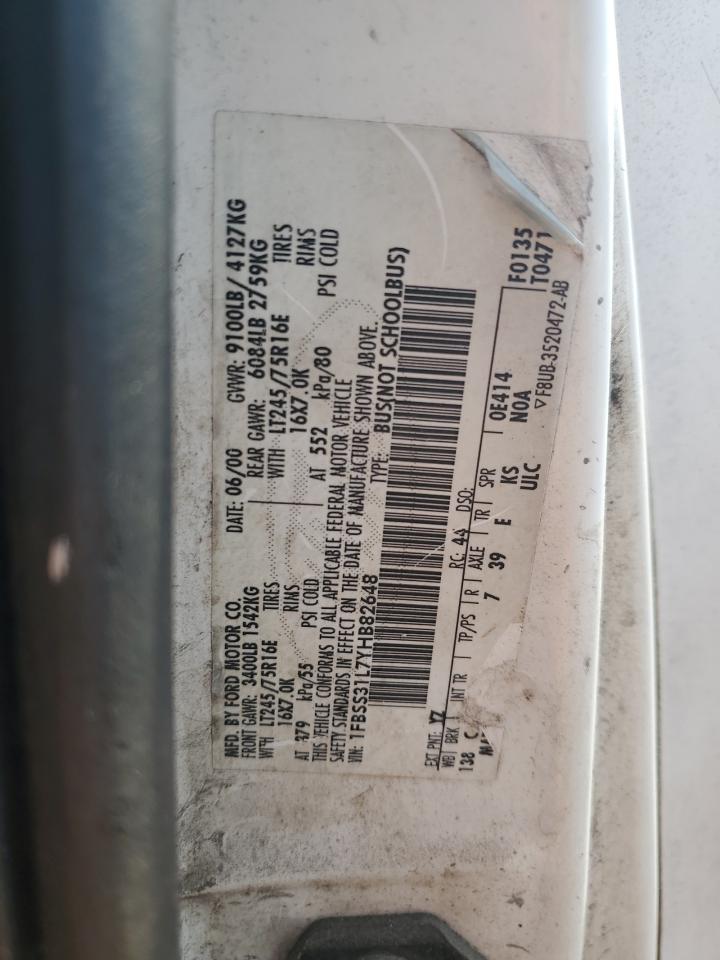 MFD. BY FORD MOTOR CO. DATE: 06/00 GVWR: 9100LB/4127KG
FRONT GAWR: 3400LB 1542KG REAR GAWR: 6084LB 2759KG
WITH LT245/75R16E TIRES WITH LT245/75R16E TIRES
16X7 OK RIMS 16X7 OK RIMS
AT 379 kPa/55 PSI COLD AT 552 kPa/80 PSI COLD
THIS VEHICLE CONFORMS TO ALL APPLICABLE FEDERAL MOTOR VEHICLE
SAFETY STANDARDS IN EFFECT ON THE DATE OF MANUFACTURE SHOWN ABOVE.
VIN: 1FBSS31L7YHB82648 TYPE: BUS(NOT SCHOOLBUS)
F0135
T0471
EXT PNT: YZ RC: 44 DSO:
WB BRK INT TR TP/PS R AXLE TR SPR 0E414
138 C 7 39 E KS N0A
ULC
▽F8UB-3520472-AB